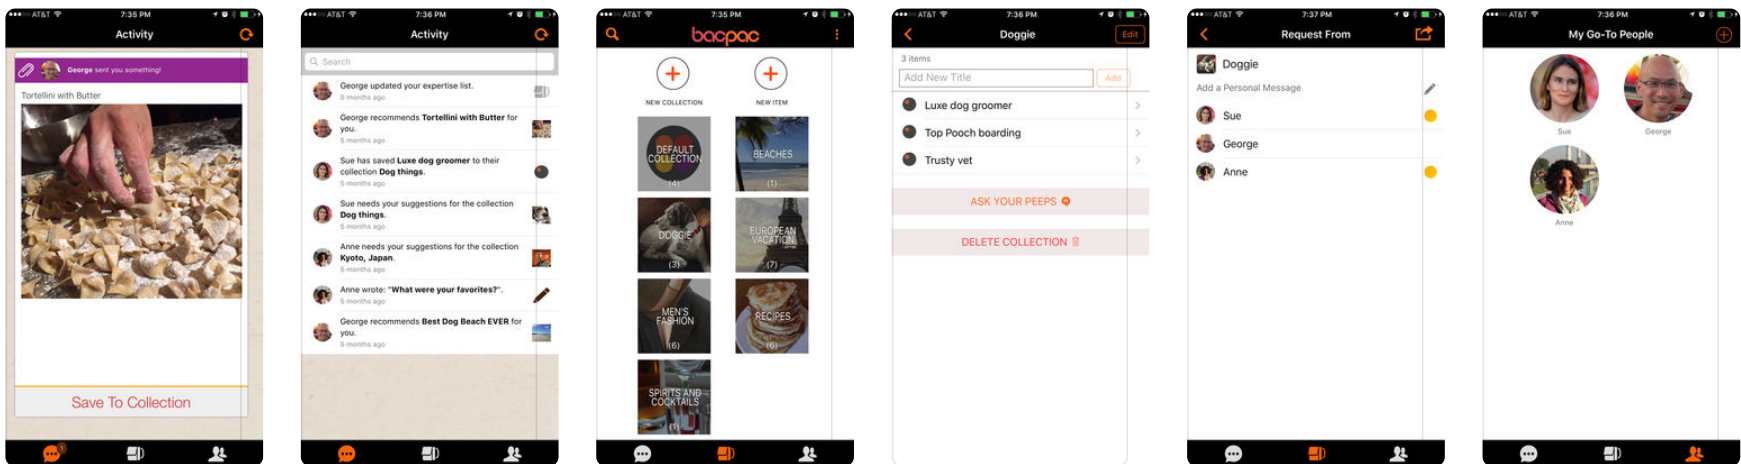 AT&T
7:35 PM
Activity
George sent you something!
Tortellini with Butter
Save To Collection
1
AT&T
7:36 PM
Activity
Search
George updated your expertise list.
5 months ago
George recommends Tortellini with Butter for
you.
5 months ago
Sue has saved Luxe dog groomer to their
collection Dog things.
5 months ago
Sue needs your suggestions for the collection
Dog things.
5 months ago
Anne needs your suggestions for the collection
Kyoto, Japan.
5 months ago
Anne wrote: "What were your favorites?".
5 months ago
George recommends Best Dog Beach EVER for
you.
5 months ago
AT&T
7:35 PM
bacpac
NEW COLLECTION
NEW ITEM
DEFAULT
COLLECTION
(4)
BEACHES
(1)
DOGGIE
(3)
EUROPEAN
VACATION
(7)
MEN'S
FASHION
(6)
RECIPES
(6)
SPIRITS AND
COCKTAILS
(1)
AT&T
7:36 PM
Doggie
Edit
3 items
Add New Title
Add
Luxe dog groomer
Top Pooch boarding
Trusty vet
ASK YOUR PEEPS
DELETE COLLECTION
AT&T
7:37 PM
Request From
Doggie
Add a Personal Message
Sue
George
Anne
AT&T
7:36 PM
My Go-To People
Sue
George
Anne